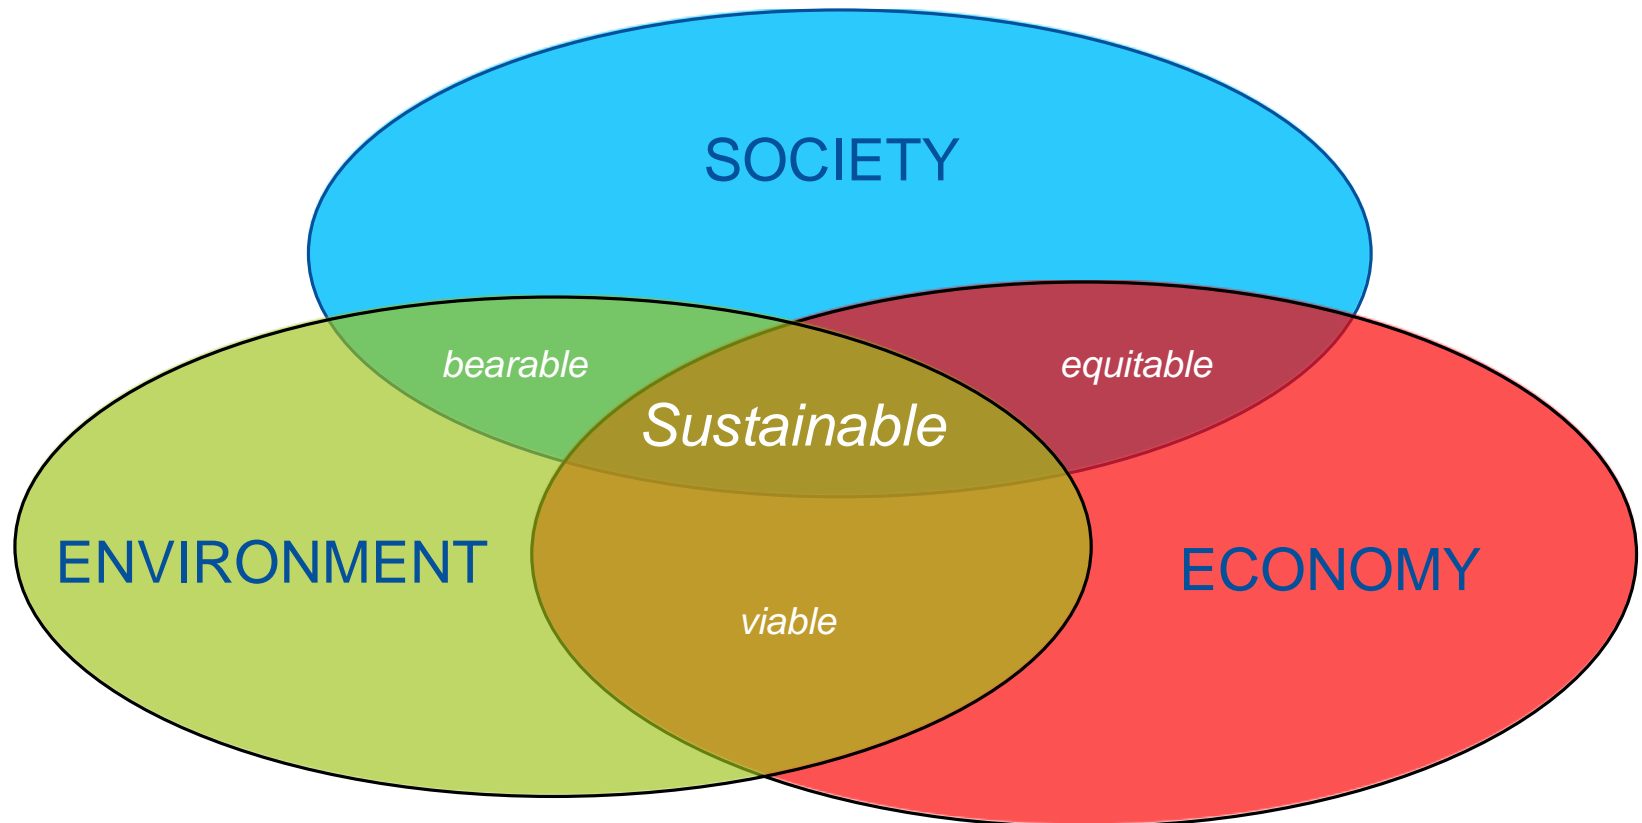 SOCIETY
bearable
equitable
Sustainable
ENVIRONMENT
ECONOMY
viable